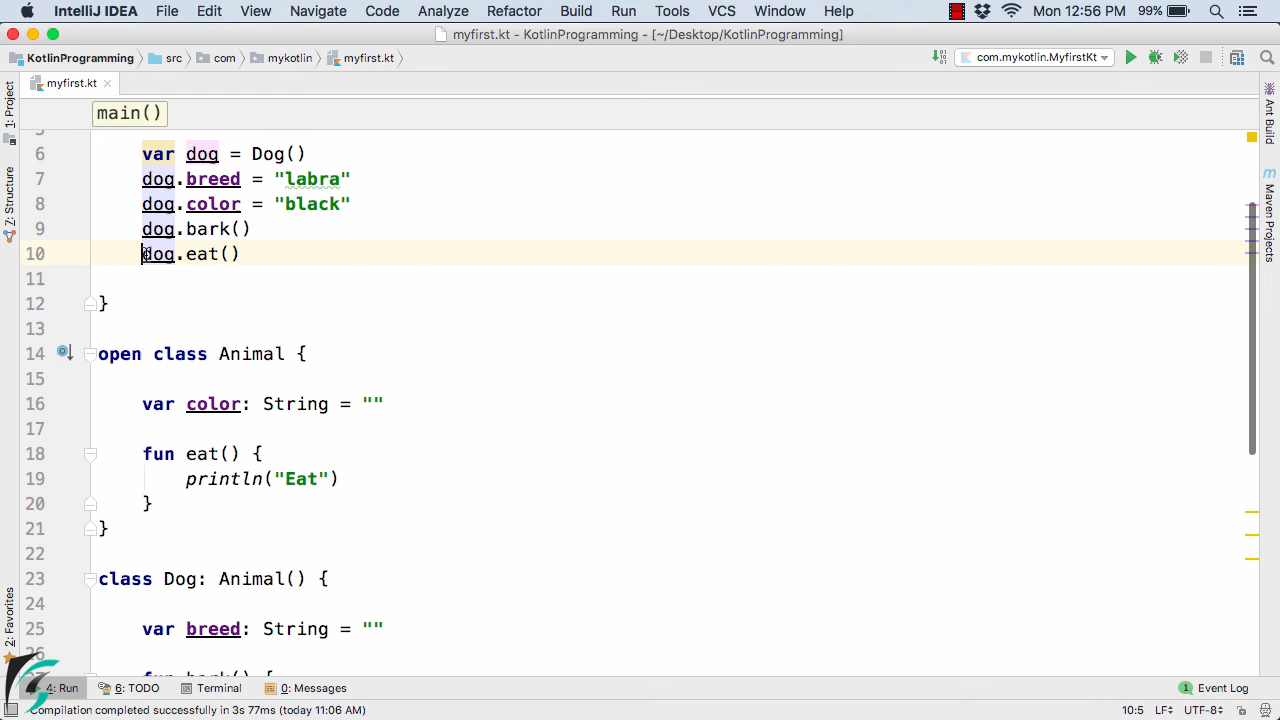 IntelliJ IDEA File Edit View Navigate Code Analyze Refactor Build Run Tools VCS Window Help Mon 12:56 PM 99%
myfirst.kt - KotlinProgramming - [~/Desktop/KotlinProgramming]
KotlinProgramming src com mykotlin myfirst.kt com.mykotlin.MyfirstKt
myfirst.kt
main()
1: Project
7: Structure
2: Favorites
Ant Build
Maven Projects
6 var dog = Dog()
7 dog.breed = "labra"
8 dog.color = "black"
9 dog.bark()
10 dog.eat()
11
12 }
13
14 open class Animal {
15
16 var color: String = ""
17
18 fun eat() {
19 println("Eat")
20 }
21 }
22
23 class Dog: Animal() {
24
25 var breed: String = ""
26
fun bark() {
4: Run 6: TODO Terminal 0: Messages 1 Event Log
Compilation completed successfully in 3s 77ms (today 11:06 AM) 10:5 LF UTF-8